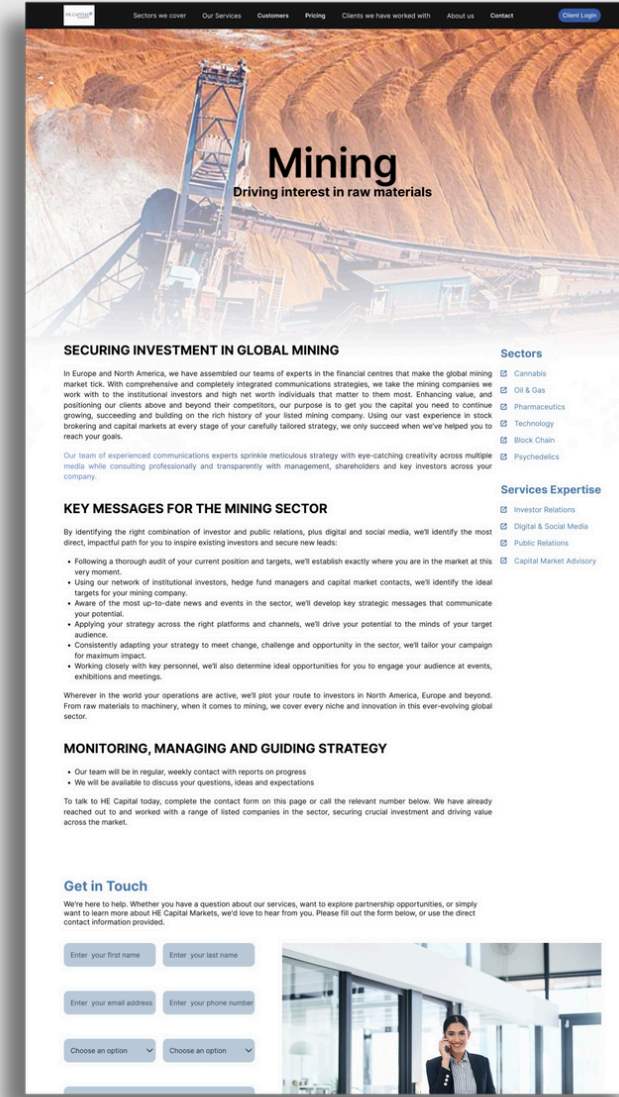 HE CAPITAL
Sectors we cover Our Services Customers Pricing Clients we have worked with About us Contact Client Login
Mining
Driving interest in raw materials
SECURING INVESTMENT IN GLOBAL MINING
In Europe and North America, we have assembled our teams of experts in the financial centres that make the global mining
market tick. With comprehensive and completely integrated communications strategies, we take the mining companies we
work with to the institutional investors and high net worth individuals that matter to them most. Enhancing value, and
positioning our clients above and beyond their competitors, our purpose is to get you the capital you need to continue
growing, succeeding and building on the rich history of your listed mining company. Using our vast experience in stock
brokering and capital markets at every stage of your carefully tailored strategy, we only succeed when we've helped you to
reach your goals.
Our team of experienced communications experts sprinkle meticulous strategy with eye-catching creativity across multiple
media while consulting professionally and transparently with management, shareholders and key investors across your
company.
KEY MESSAGES FOR THE MINING SECTOR
By identifying the right combination of investor and public relations, plus digital and social media, we'll identify the most
direct, impactful path for you to inspire existing investors and secure new leads:
• Following a thorough audit of your current position and targets, we'll establish exactly where you are in the market at this
very moment.
• Using our network of institutional investors, hedge fund managers and capital market contacts, we'll identify the ideal
targets for your mining company.
• Aware of the most up-to-date news and events in the sector, we'll develop key strategic messages that communicate
your potential.
• Applying your strategy across the right platforms and channels, we'll drive your potential to the minds of your target
audience.
• Consistently adapting your strategy to meet change, challenge and opportunity in the sector, we'll tailor your campaign
for maximum impact.
• Working closely with key personnel, we'll also determine ideal opportunities for you to engage your audience at events,
exhibitions and meetings.
Wherever in the world your operations are active, we'll plot your route to investors in North America, Europe and beyond.
From raw materials to machinery, when it comes to mining, we cover every niche and innovation in this ever-evolving global
sector.
MONITORING, MANAGING AND GUIDING STRATEGY
• Our team will be in regular, weekly contact with reports on progress
• We will be available to discuss your questions, ideas and expectations
To talk to HE Capital today, complete the contact form on this page or call the relevant number below. We have already
reached out to and worked with a range of listed companies in the sector, securing crucial investment and driving value
across the market.
Sectors
Cannabis
Oil & Gas
Pharmaceutics
Technology
Block Chain
Psychedelics
Services Expertise
Investor Relations
Digital & Social Media
Public Relations
Capital Market Advisory
Get in Touch
We're here to help. Whether you have a question about our services, want to explore partnership opportunities, or simply
want to learn more about HE Capital Markets, we'd love to hear from you. Please fill out the form below, or use the direct
contact information provided.
Enter your first name Enter your last name
Enter your email address Enter your phone number
Choose an option Choose an option